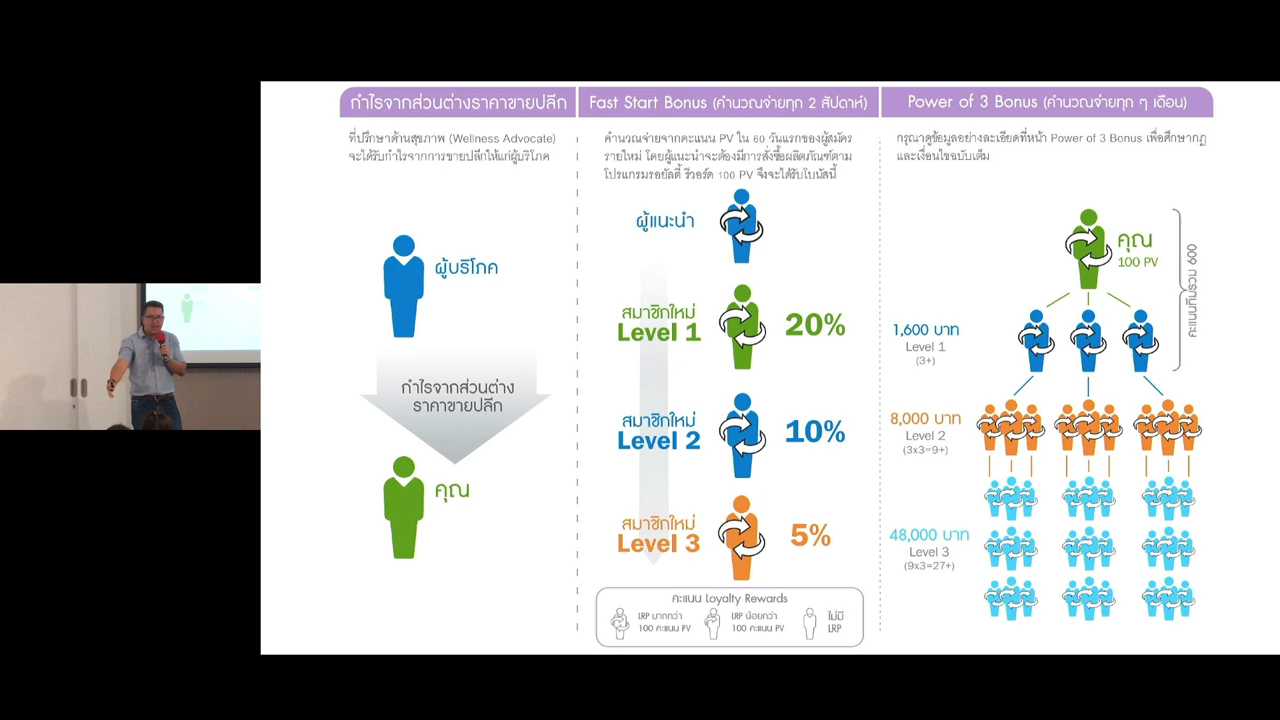 กำไรจากส่วนต่างราคาขายปลีก
ที่ปรึกษาด้านสุขภาพ (Wellness Advocate)
จะได้รับกำไรจากการขายปลีกให้แก่ผู้บริโภค
ผู้บริโภค
กำไรจากส่วนต่าง
ราคาขายปลีก
คุณ
Fast Start Bonus (คำนวณจ่ายทุก 2 สัปดาห์)
คำนวณจ่ายจากคะแนน PV ใน 60 วันแรกของผู้สมัคร
รายใหม่ โดยผู้แนะนำจะต้องมีการสั่งซื้อผลิตภัณฑ์ตาม
โปรแกรมรอยัลตี้ รีวอร์ด 100 PV จึงจะได้รับโบนัสนี้
ผู้แนะนำ
สมาชิกใหม่
Level 1
20%
สมาชิกใหม่
Level 2
10%
สมาชิกใหม่
Level 3
5%
คะแนน Loyalty Rewards
LRP มากกว่า
100 คะแนน PV
LRP น้อยกว่า
100 คะแนน PV
ไม่มี
LRP
Power of 3 Bonus (คำนวณจ่ายทุก ๆ เดือน)
กรุณาดูข้อมูลอย่างละเอียดที่หน้า Power of 3 Bonus เพื่อศึกษากฎ
และเงื่อนไขฉบับเต็ม
คุณ
100 PV
คะแนนทีมรวม 600
1,600 บาท
Level 1
(3+)
8,000 บาท
Level 2
(3x3=9+)
48,000 บาท
Level 3
(9x3=27+)